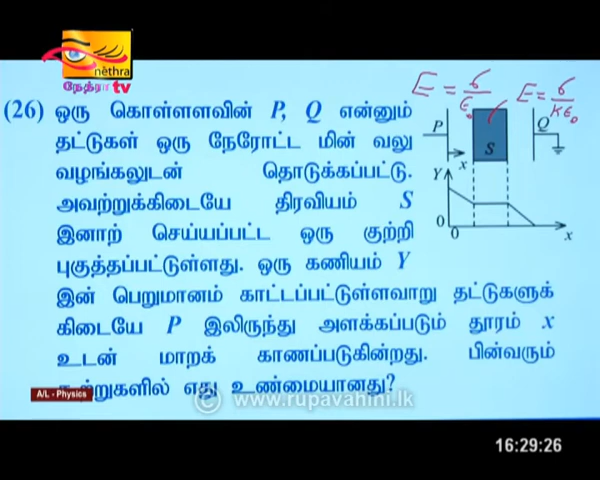 nethra
நேத்ரா tv
E = σ/ε₀ E = σ/Kε₀
(26) ஒரு கொள்ளளவின் P, Q என்னும்
தட்டுகள் ஒரு நேரோட்ட மின் வலு
வழங்கலுடன் தொடுக்கப்பட்டு.
அவற்றுக்கிடையே திரவியம் S
இனாற் செய்யப்பட்ட ஒரு குற்றி
புகுத்தப்பட்டுள்ளது. ஒரு கணியம் Y
இன் பெறுமானம் காட்டப்பட்டுள்ளவாறு தட்டுகளுக்
கிடையே P இலிருந்து அளக்கப்படும் தூரம் x
உடன் மாறக் காணப்படுகின்றது. பின்வரும்
எது உண்மையானது?
P S Q
x
Y
0
0 x
A/L - Physics
© www.rupavahini.lk
16:29:26